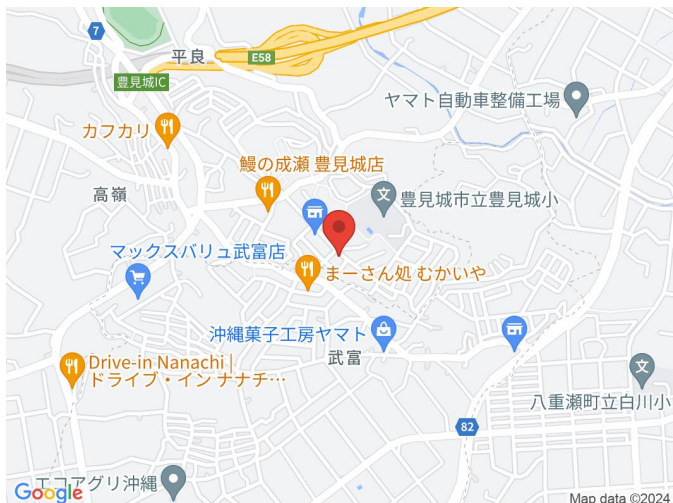 7
平良
E58
豊見城IC
ヤマト自動車整備工場
カフカリ
鰻の成瀬 豊見城店
高嶺
豊見城市立豊見城小
マックスバリュ武富店
まーさん処 むかいや
沖縄菓子工房ヤマト
武富
Drive-in Nanachi |
ドライブ・イン ナナチ…
文
文
八重瀬町立白川小
82
エコアグリ沖縄
Google
Map data ©2024